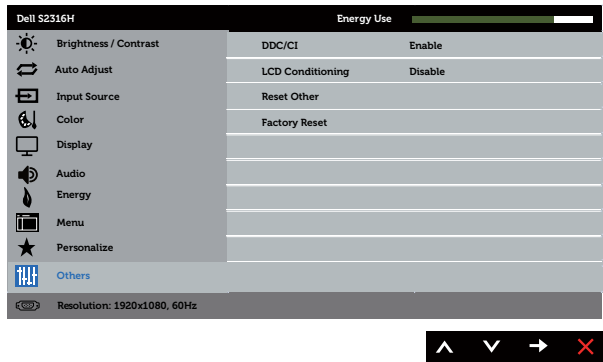 Dell S2316H Energy Use
Brightness / Contrast DDC/CI Enable
Auto Adjust LCD Conditioning Disable
Input Source Reset Other
Color Factory Reset
Display
Audio
Energy
Menu
Personalize
Others
Resolution: 1920x1080, 60Hz